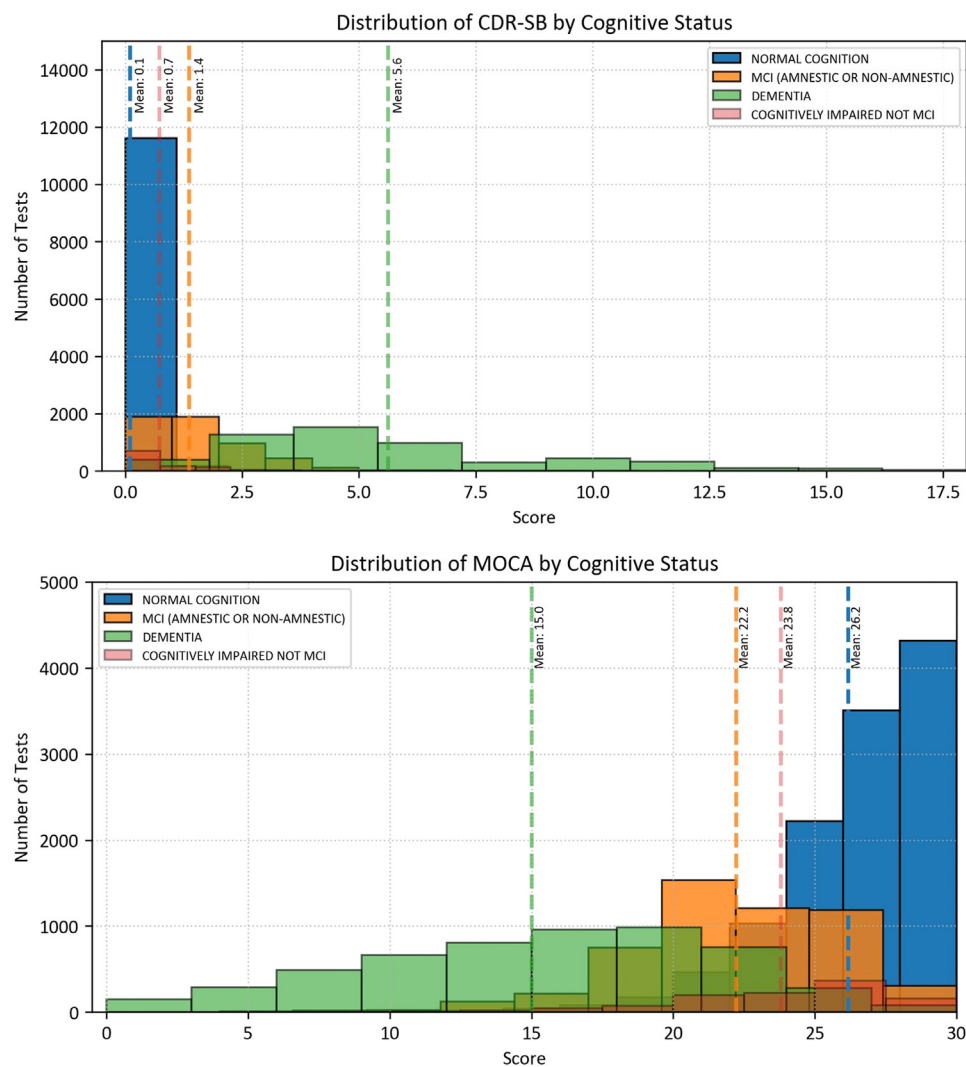 Distribution of CDR-SB by Cognitive Status
Number of Tests
14000
12000
10000
8000
6000
4000
2000
0
Mean: 0.1
Mean: 0.7
Mean: 1.4
Mean: 5.6
NORMAL COGNITION
MCI (AMNESTIC OR NON-AMNESTIC)
DEMENTIA
COGNITIVELY IMPAIRED NOT MCI
0.0 2.5 5.0 7.5 10.0 12.5 15.0 17.5
Score
Distribution of MOCA by Cognitive Status
Number of Tests
5000
4000
3000
2000
1000
0
NORMAL COGNITION
MCI (AMNESTIC OR NON-AMNESTIC)
DEMENTIA
COGNITIVELY IMPAIRED NOT MCI
Mean: 15.0
Mean: 22.2
Mean: 23.8
Mean: 26.2
0 5 10 15 20 25 30
Score